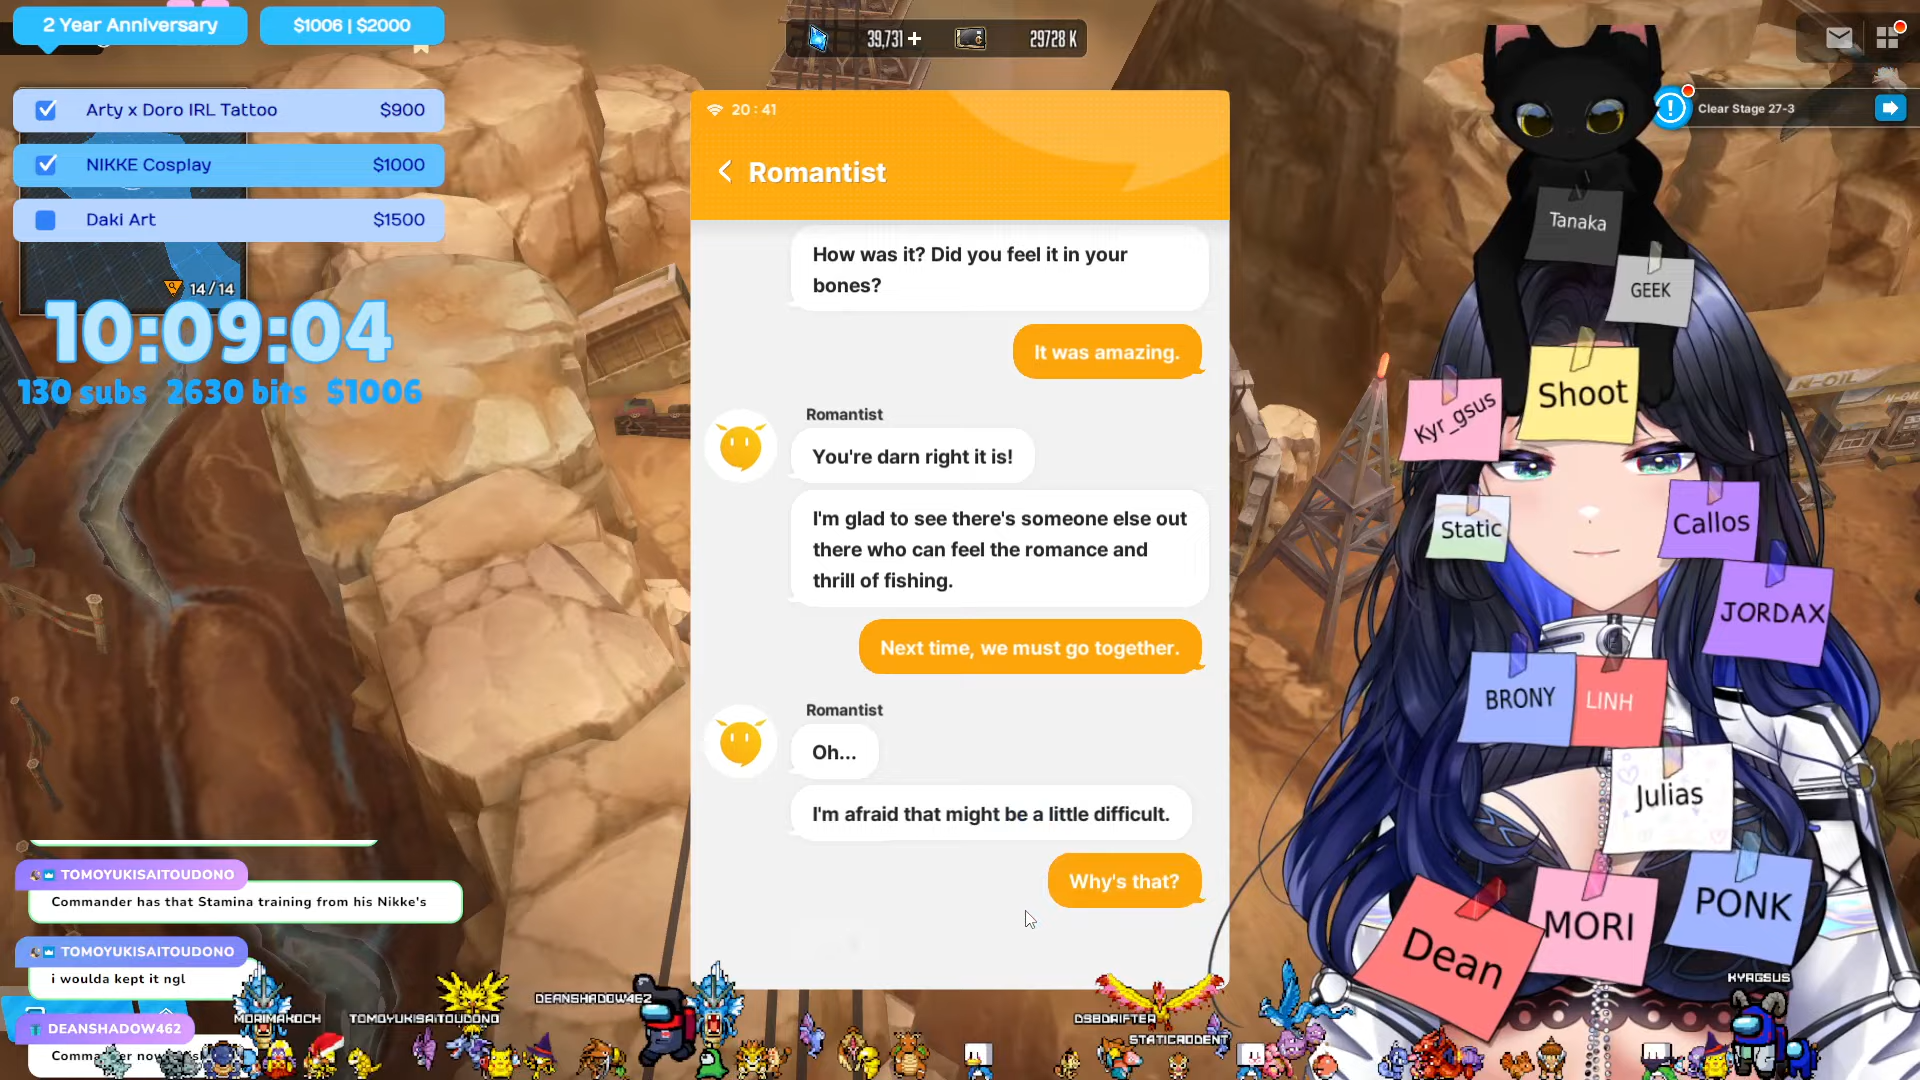 2 Year Anniversary
$1006 | $2000
Arty x Doro IRL Tattoo $900
NIKKE Cosplay $1000
Daki Art $1500
14/14
10:09:04
130 subs 2630 bits $1006
39,731 +
29728 K
Clear Stage 27-3
20:41
Romantist
How was it? Did you feel it in your
bones?
It was amazing.
Romantist
You're darn right it is!
I'm glad to see there's someone else out
there who can feel the romance and
thrill of fishing.
Next time, we must go together.
Romantist
Oh...
I'm afraid that might be a little difficult.
Why's that?
Tanaka
GEEK
Shoot
Kyr_gsus
Static
Callos
JORDAX
BRONY
LINH
Julias
Dean
MORI
PONK
N-OIL
TOMOYUKISAITOUDONO
Commander has that Stamina training from his Nikke's
TOMOYUKISAITOUDONO
i woulda kept it ngl
DEANSHADOW462
MORIMAROCH
TOMOYUKISAITOUDONO
DEANSHADOW462
DSBDRIFTER
STATICRODENT
KYRGSUS